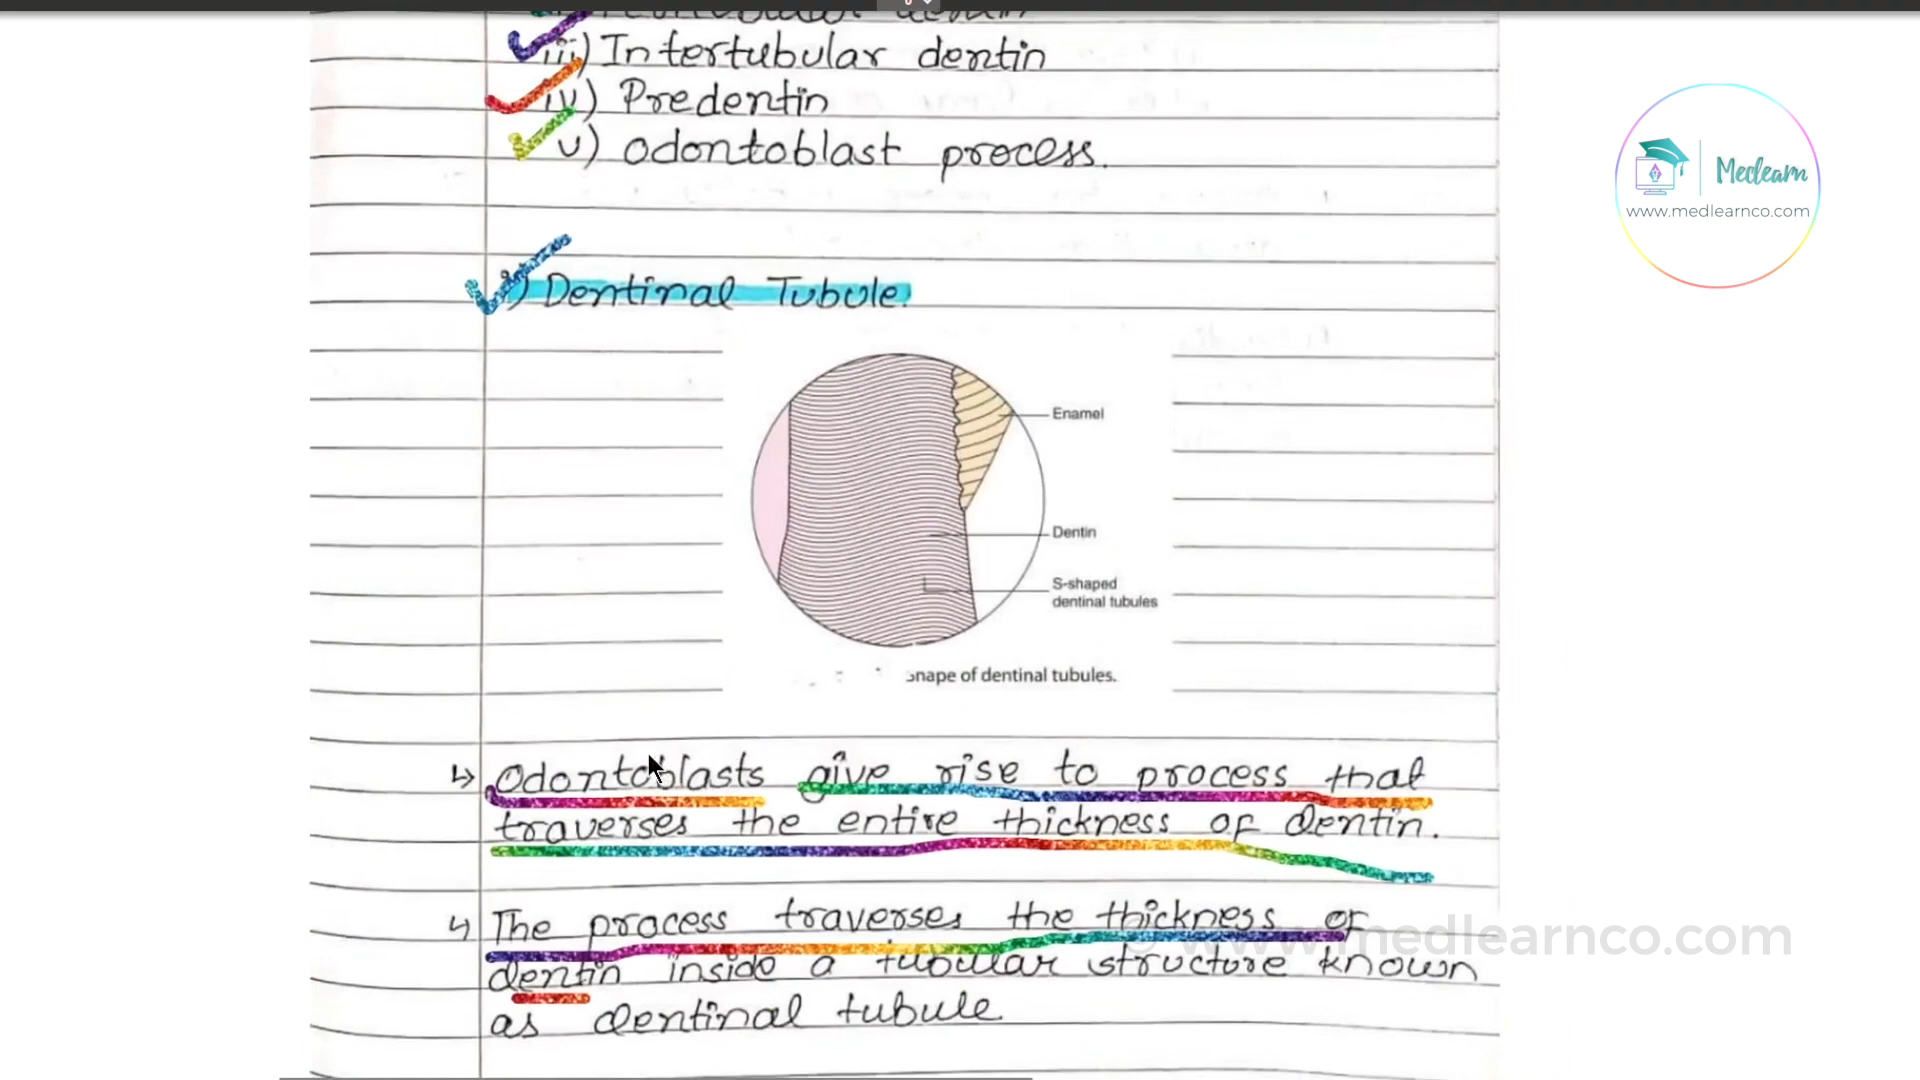 iii) Intertubular dentin
iv) Predentin
v) Odontoblast process.
Medlearn
www.medlearnco.com
i) Dentinal Tubule.
Enamel
Dentin
S-shaped
dentinal tubules
of dentinal tubules.
↳ Odontoblasts give rise to process that
traverses the entire thickness of dentin.
↳ The process traverses the thickness of
dentin inside a tubular structure known
as dentinal tubule
© www.medlearnco.com